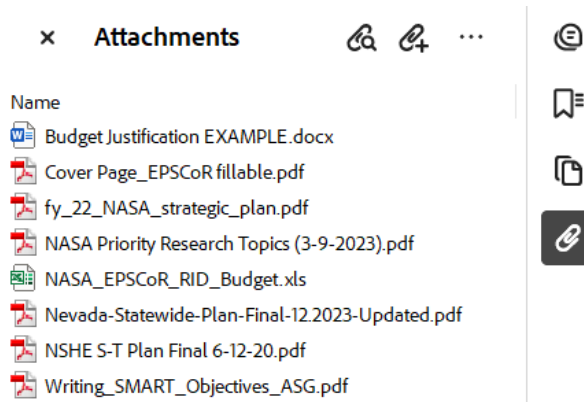 Attachments
Name
Budget Justification EXAMPLE.docx
Cover Page_EPSCoR fillable.pdf
fy_22_NASA_strategic_plan.pdf
NASA Priority Research Topics (3-9-2023).pdf
NASA_EPSCoR_RID_Budget.xls
Nevada-Statewide-Plan-Final-12.2023-Updated.pdf
NSHE S-T Plan Final 6-12-20.pdf
Writing_SMART_Objectives_ASG.pdf